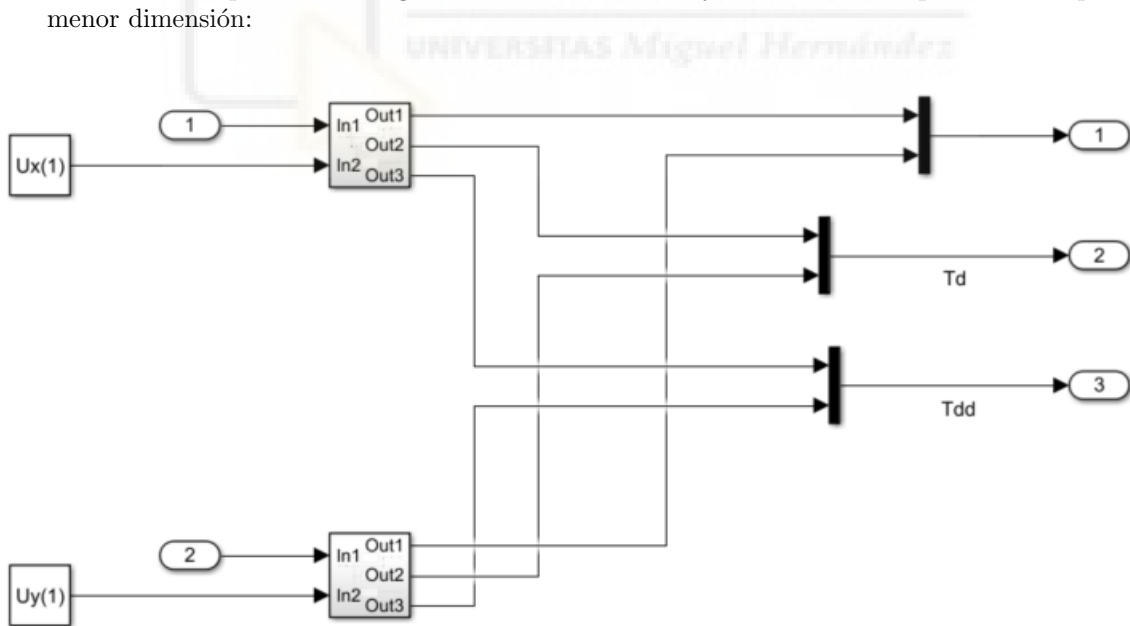 menor dimensión:
UNIVERSITAS Miguel Hernández
1
In1 Out1
Out2
In2 Out3
Ux(1)
1
2
Td
3
Tdd
2
In1 Out1
Out2
In2 Out3
Uy(1)